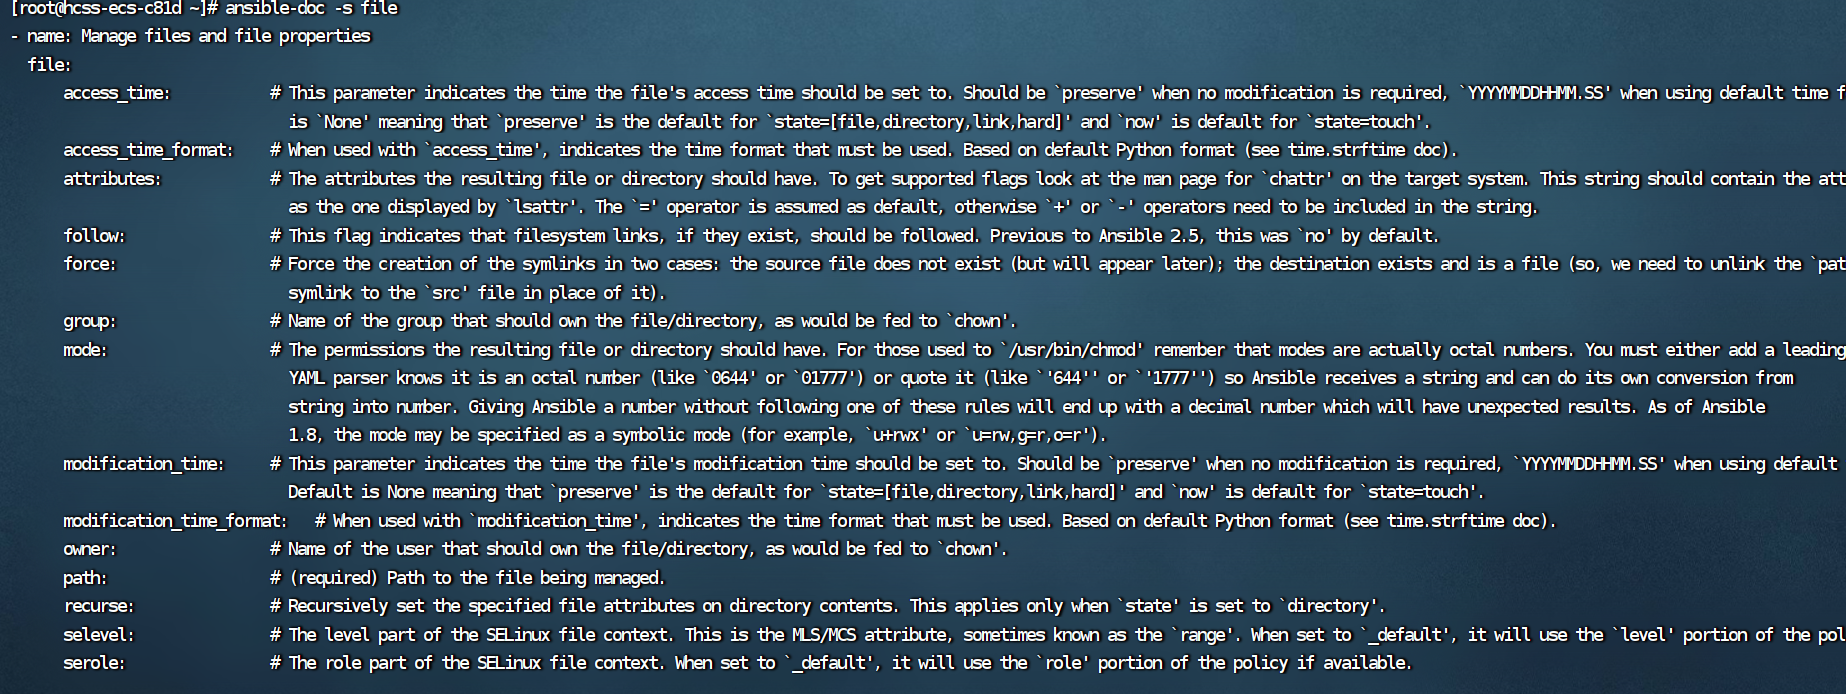 [root@hcss-ecs-c81d ~]# ansible-doc -s file
- name: Manage files and file properties
  file:
      access_time:           # This parameter indicates the time the file's access time should be set to. Should be `preserve' when no modification is required, `YYYYMMDDHHMM.SS' when using default time f
                               is `None' meaning that `preserve' is the default for `state=[file,directory,link,hard]' and `now' is default for `state=touch'.
      access_time_format:    # When used with `access_time', indicates the time format that must be used. Based on default Python format (see time.strftime doc).
      attributes:            # The attributes the resulting file or directory should have. To get supported flags look at the man page for `chattr' on the target system. This string should contain the att
                               as the one displayed by `lsattr'. The `=' operator is assumed as default, otherwise `+' or `-' operators need to be included in the string.
      follow:                # This flag indicates that filesystem links, if they exist, should be followed. Previous to Ansible 2.5, this was `no' by default.
      force:                 # Force the creation of the symlinks in two cases: the source file does not exist (but will appear later); the destination exists and is a file (so, we need to unlink the `pat
                               symlink to the `src' file in place of it).
      group:                 # Name of the group that should own the file/directory, as would be fed to `chown'.
      mode:                  # The permissions the resulting file or directory should have. For those used to `/usr/bin/chmod' remember that modes are actually octal numbers. You must either add a leading
                               YAML parser knows it is an octal number (like `0644' or `01777') or quote it (like `'644'' or `'1777'') so Ansible receives a string and can do its own conversion from
                               string into number. Giving Ansible a number without following one of these rules will end up with a decimal number which will have unexpected results. As of Ansible
                               1.8, the mode may be specified as a symbolic mode (for example, `u+rwx' or `u=rw,g=r,o=r').
      modification_time:     # This parameter indicates the time the file's modification time should be set to. Should be `preserve' when no modification is required, `YYYYMMDDHHMM.SS' when using default
                               Default is None meaning that `preserve' is the default for `state=[file,directory,link,hard]' and `now' is default for `state=touch'.
      modification_time_format:   # When used with `modification_time', indicates the time format that must be used. Based on default Python format (see time.strftime doc).
      owner:                 # Name of the user that should own the file/directory, as would be fed to `chown'.
      path:                  # (required) Path to the file being managed.
      recurse:               # Recursively set the specified file attributes on directory contents. This applies only when `state' is set to `directory'.
      selevel:               # The level part of the SELinux file context. This is the MLS/MCS attribute, sometimes known as the `range'. When set to `_default', it will use the `level' portion of the pol
      serole:                # The role part of the SELinux file context. When set to `_default', it will use the `role' portion of the policy if available.